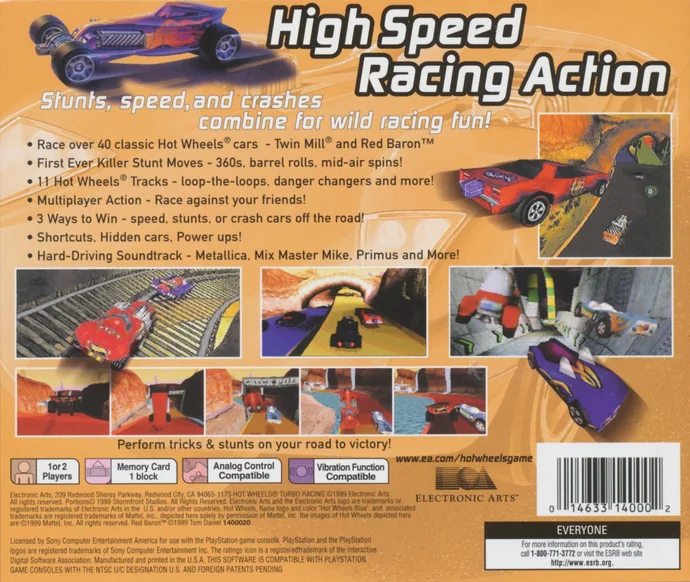 High Speed
Racing Action
Stunts, speed, and crashes
combine for wild racing fun!
• Race over 40 classic Hot Wheels® cars - Twin Mill® and Red Baron™
• First Ever Killer Stunt Moves - 360s, barrel rolls, mid-air spins!
• 11 Hot Wheels® Tracks - loop-the-loops, danger changers and more!
• Multiplayer Action - Race against your friends!
• 3 Ways to Win - speed, stunts, or crash cars off the road!
• Shortcuts, Hidden cars, Power ups!
• Hard-Driving Soundtrack - Metallica, Mix Master Mike, Primus and More!
Perform tricks & stunts on your road to victory!
1 or 2
Players
Memory Card
1 block
Analog Control
Compatible
Vibration Function
Compatible
www.ea.com/hotwheelsgame
ELECTRONIC ARTS™
Electronic Arts, 209 Redwood Shores Parkway, Redwood City, CA 94065-1175 HOT WHEELS® TURBO RACING ©1999 Electronic Arts.
All rights reserved. Portions© 1999 Stormfront Studios. All Rights Reserved. Electronic Arts and the Electronic Arts logo are trademarks or
registered trademarks of Electronic Arts in the U.S. and/or other countries. Hot Wheels, flame logo and color "Hot Wheels Blue", and associated
trademarks are owned by Mattel, Inc., depicted here solely by permission of Mattel, Inc. the images of Hot Wheels depicted here
are ©1999 Mattel, Inc. All rights reserved. Red Baron™ ©1999 Tom Daniel 1400020
Licensed by Sony Computer Entertainment America for use with the PlayStation game console. PlayStation and the PlayStation
logos are registered trademarks of Sony Computer Entertainment Inc. The ratings icon is a registeredtrademark of the Interactive
Digital Software Association. Manufactured and printed in the U.S.A. THIS SOFTWARE IS COMPATIBLE WITH PLAYSTATION
GAME CONSOLES WITH THE NTSC U/C DESIGNATION U.S. AND FOREIGN PATENTS PENDING
0 14633 14000 2
EVERYONE
For more information on this product's rating,
call 1-800-771-3772 or visit the ESRB web site
http://www.esrb.org.